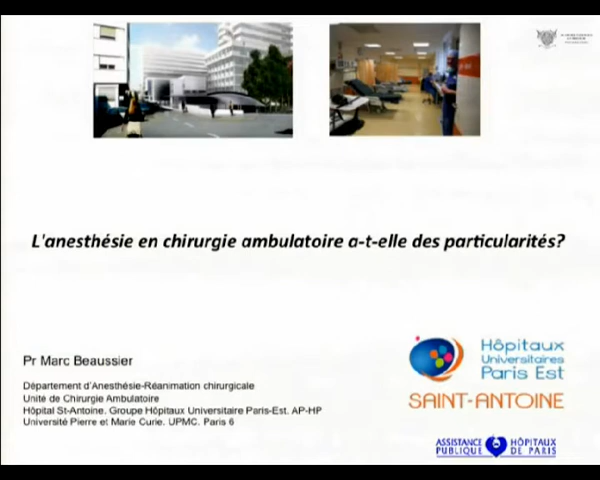 L'anesthésie en chirurgie ambulatoire a-t-elle des particularités?
Pr Marc Beaussier
Département d'Anesthésie-Réanimation chirurgicale
Unité de Chirurgie Ambulatoire
Hôpital St-Antoine. Groupe Hôpitaux Universitaire Paris-Est. AP-HP
Université Pierre et Marie Curie. UPMC. Paris 6
Hôpitaux
Universitaires
Paris Est
SAINT-ANTOINE
ASSISTANCE HÔPITAUX
PUBLIQUE DE PARIS